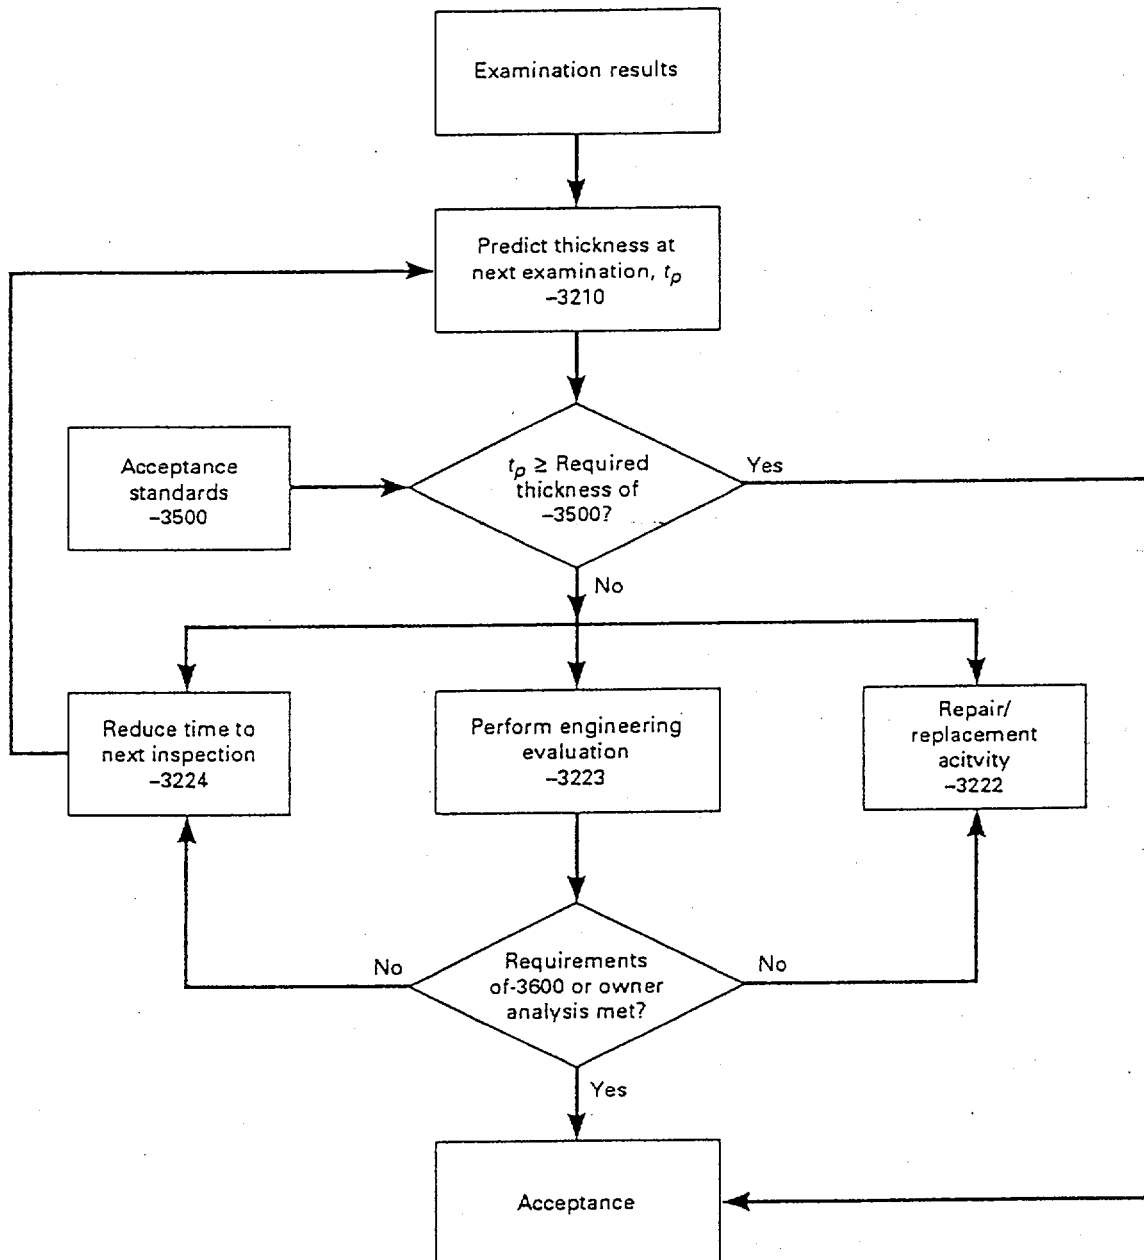 Examination results
Predict thickness at
next examination, tp
–3210
Acceptance
standards
–3500
tp ≥ Required
thickness of
–3500?
Yes
No
Reduce time to
next inspection
–3224
Perform engineering
evaluation
–3223
Repair/
replacement
acitvity
–3222
No
Requirements
of-3600 or owner
analysis met?
No
Yes
Acceptance